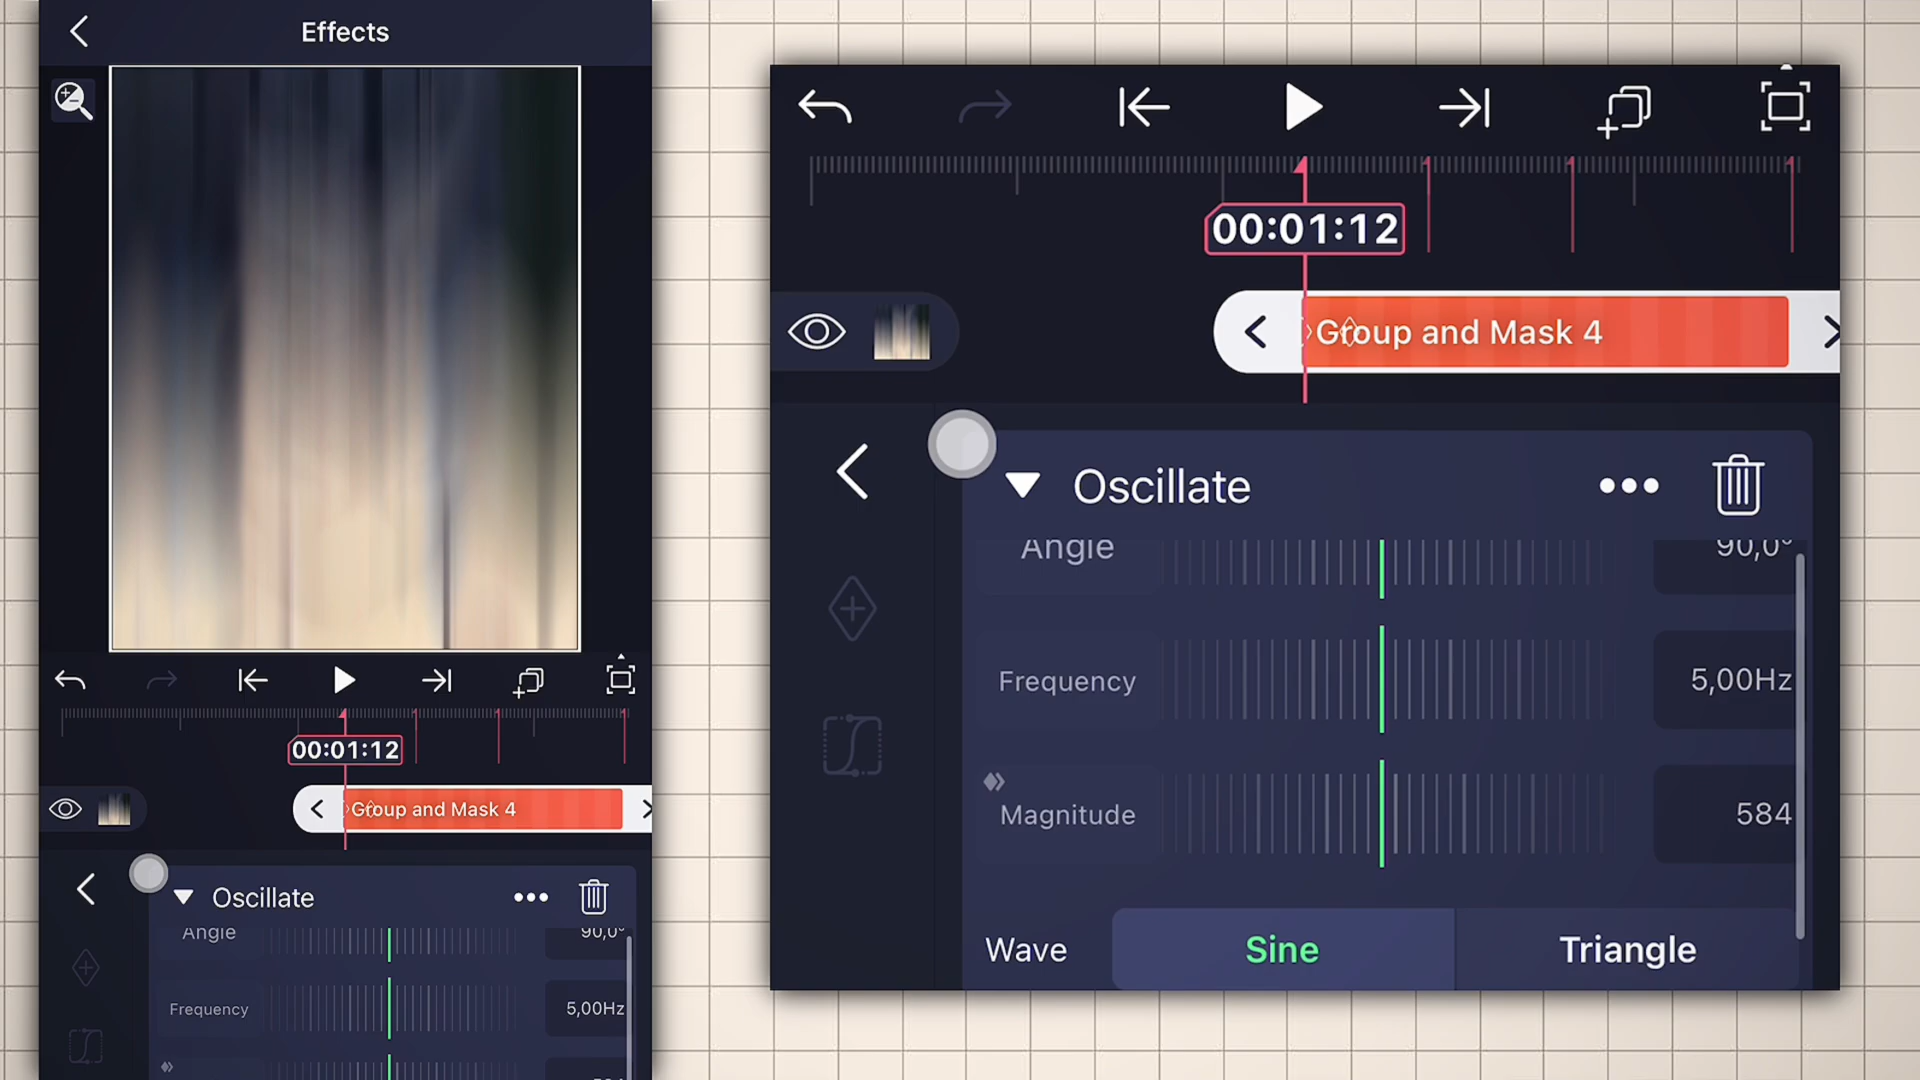 Effects
00:01:12
Group and Mask 4
Oscillate
Angle
90,0°
Frequency
5,00Hz
00:01:12
Group and Mask 4
Oscillate
Angle
90,0°
Frequency
5,00Hz
Magnitude
584
Wave
Sine
Triangle